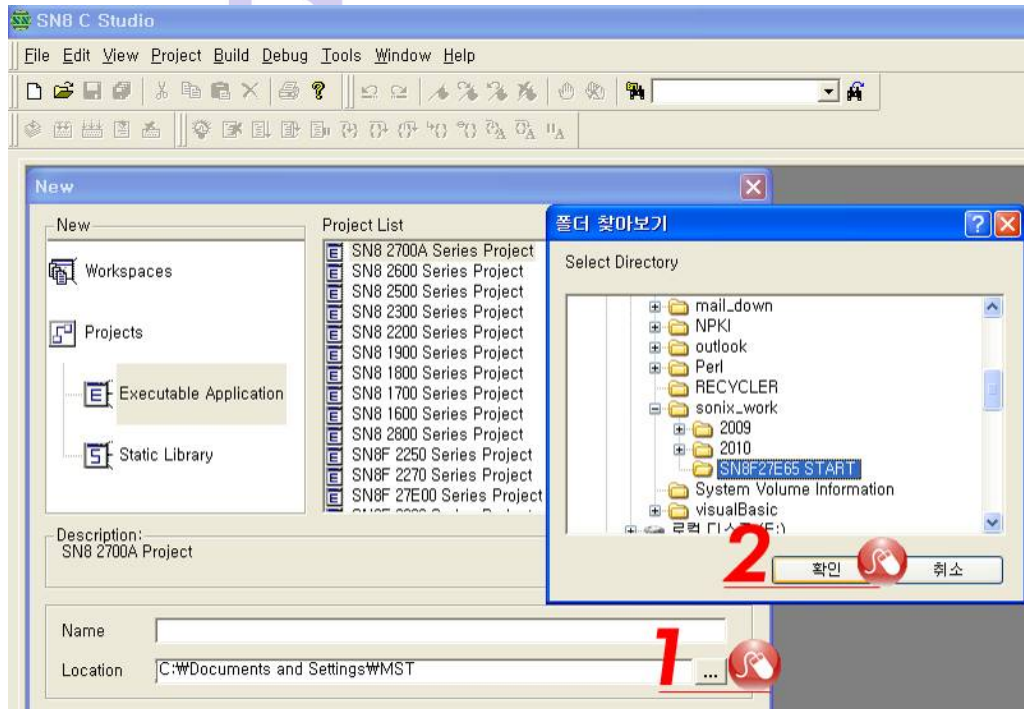 SN8 C Studio
File Edit View Project Build Debug Tools Window Help
New
New
Workspaces
Projects
Executable Application
Static Library
Project List
SN8 2700A Series Project
SN8 2600 Series Project
SN8 2500 Series Project
SN8 2300 Series Project
SN8 2200 Series Project
SN8 1900 Series Project
SN8 1800 Series Project
SN8 1700 Series Project
SN8 1600 Series Project
SN8 2800 Series Project
SN8F 2250 Series Project
SN8F 2270 Series Project
SN8F 27E00 Series Project
Description:
SN8 2700A Project
Name
Location C:₩Documents and Settings₩MST ...
1
폴더 찾아보기
Select Directory
mail_down
NPKI
outlook
Perl
RECYCLER
sonix_work
2009
2010
SN8F27E65 START
System Volume Information
visualBasic
로컬 디스크 (E:)
2
확인 취소